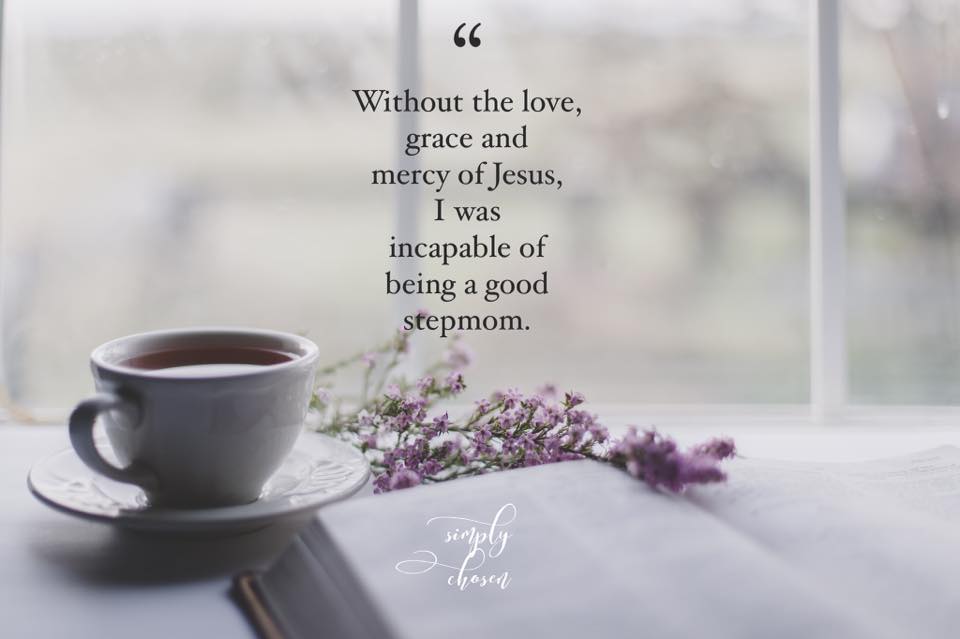 “
Without the love,
grace and
mercy of Jesus,
I was
incapable of
being a good
stepmom.
simply
chosen